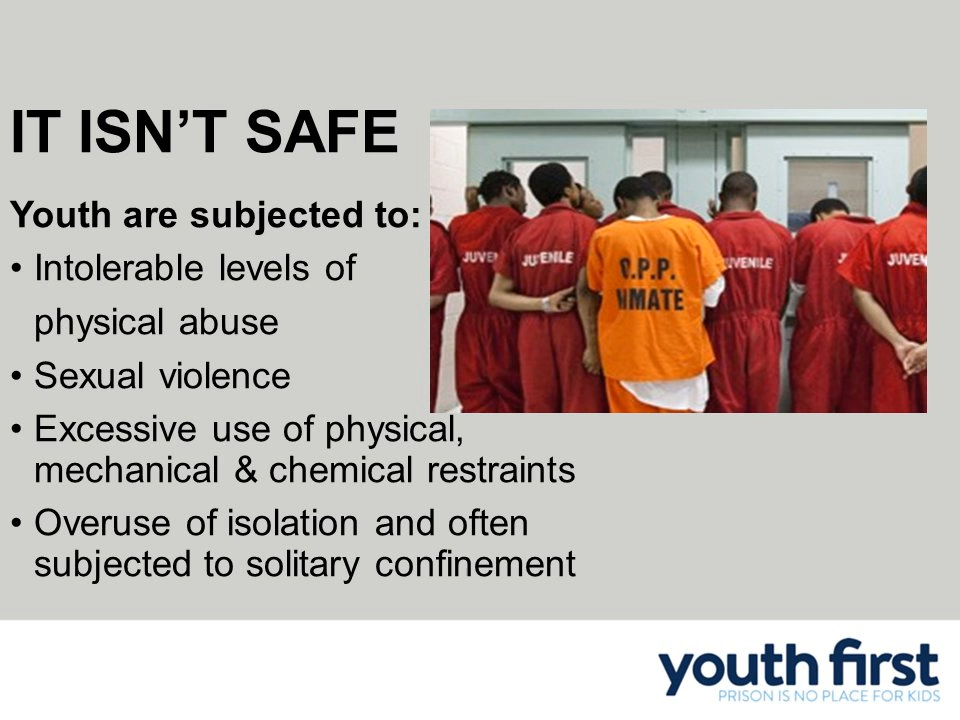 IT ISN’T SAFE
Youth are subjected to:
• Intolerable levels of
physical abuse
• Sexual violence
• Excessive use of physical,
mechanical & chemical restraints
• Overuse of isolation and often
subjected to solitary confinement
JUVENILE
O.P.P.
INMATE
JUVENILE
JUVEN
youth first
PRISON IS NO PLACE FOR KIDS